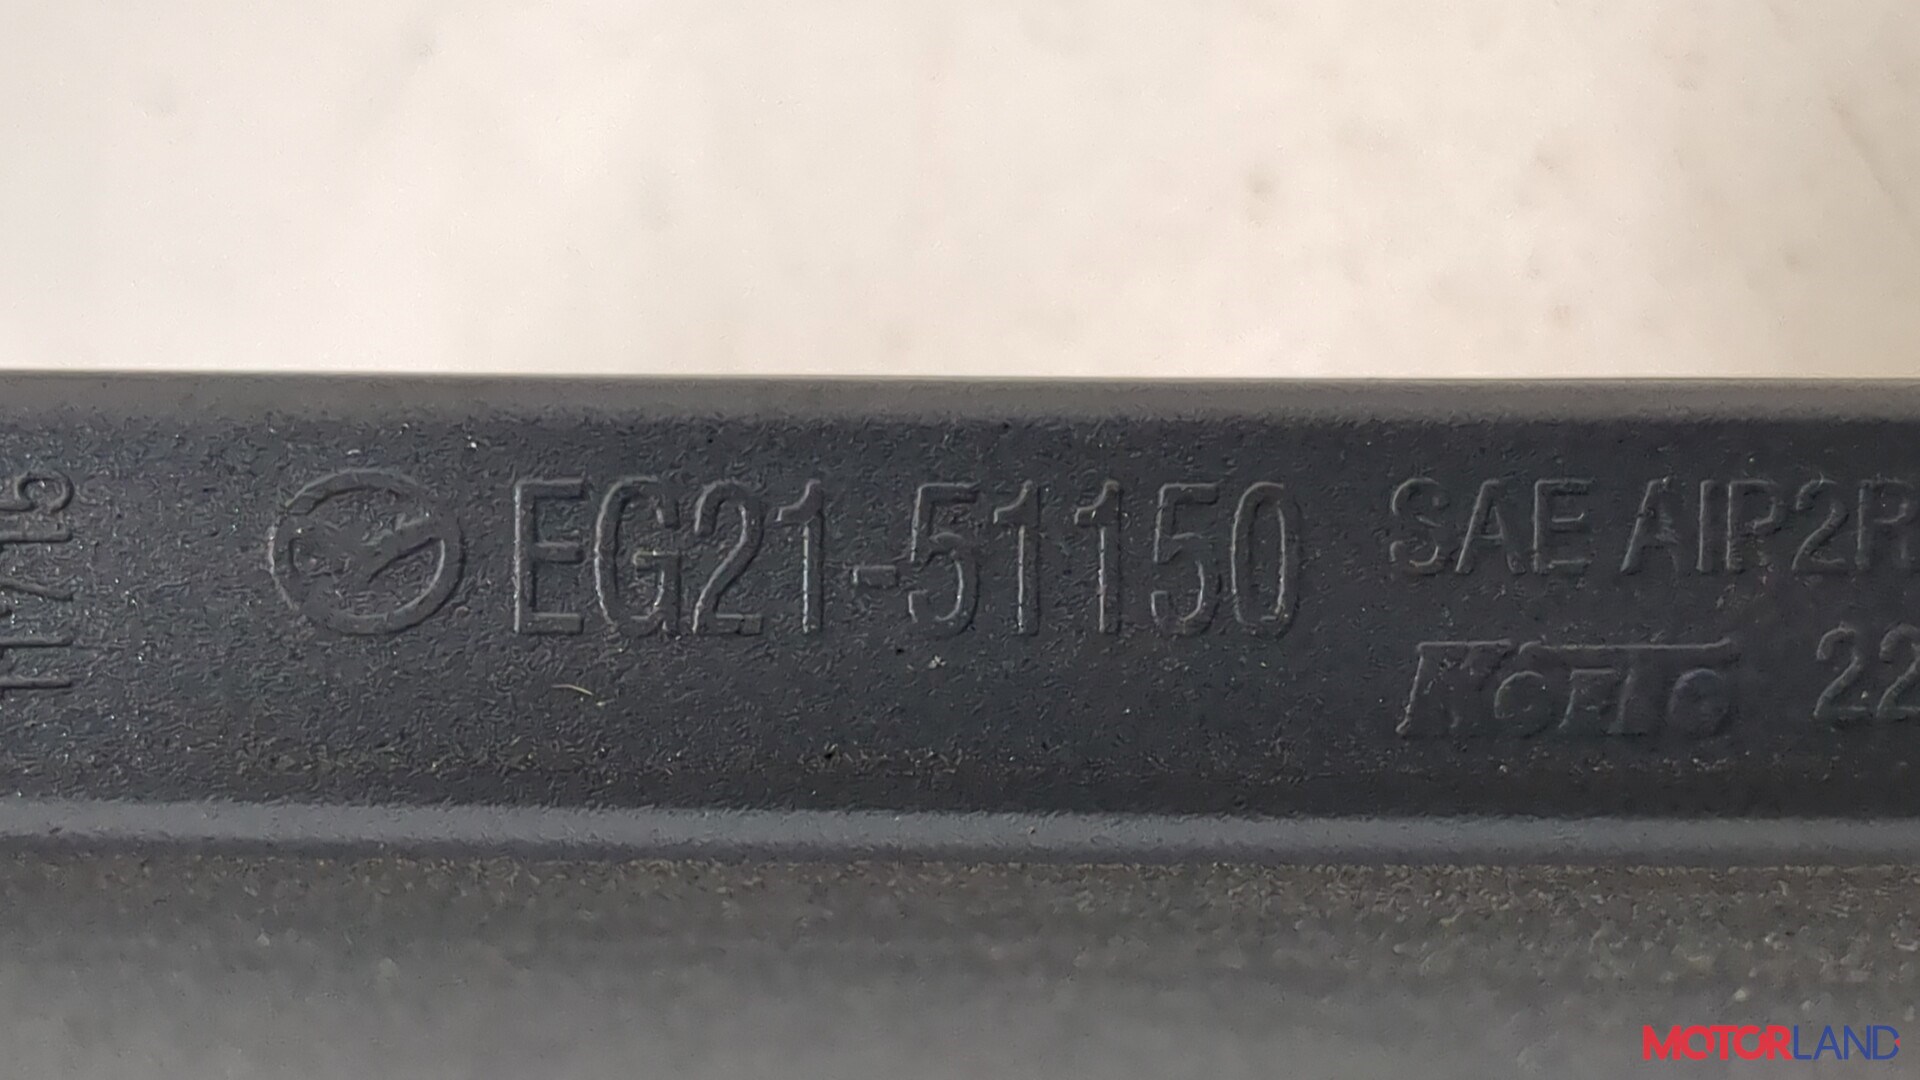 EG21-51150
SAE AIP2R
KOITO 22
MOTORLAND